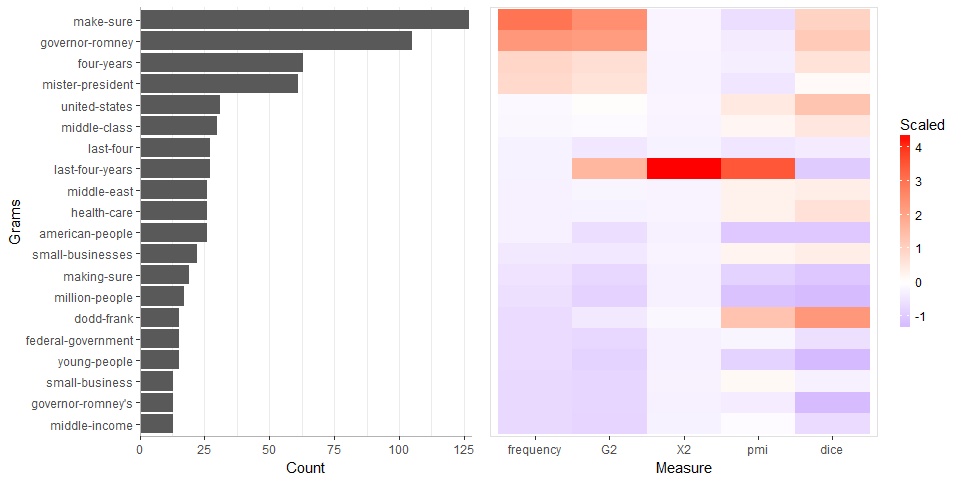 make-sure
governor-romney
four-years
mister-president
united-states
middle-class
last-four
last-four-years
middle-east
health-care
american-people
small-businesses
making-sure
million-people
dodd-frank
federal-government
young-people
small-business
governor-romney's
middle-income
Grams
0 25 50 75 100 125
Count
frequency G2 X2 pmi dice
Measure
Scaled
4
3
2
1
0
-1